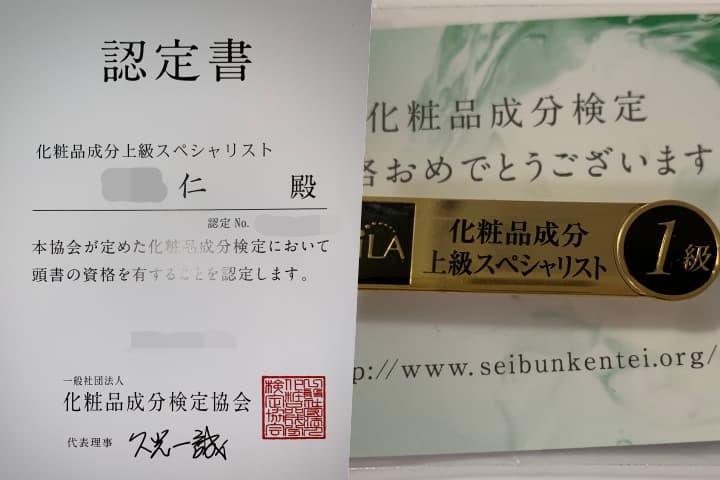 認定書
化粧品成分上級スペシャリスト
仁 殿
認定 No.
本協会が定めた化粧品成分検定において
頭書の資格を有することを認定します。
一般社団法人
化粧品成分検定協会
代表理事 久光一誠
化粧品成分検定
格おめでとうございます
化粧品成分
上級スペシャリスト
1級
p://www.seibunkentei.org/